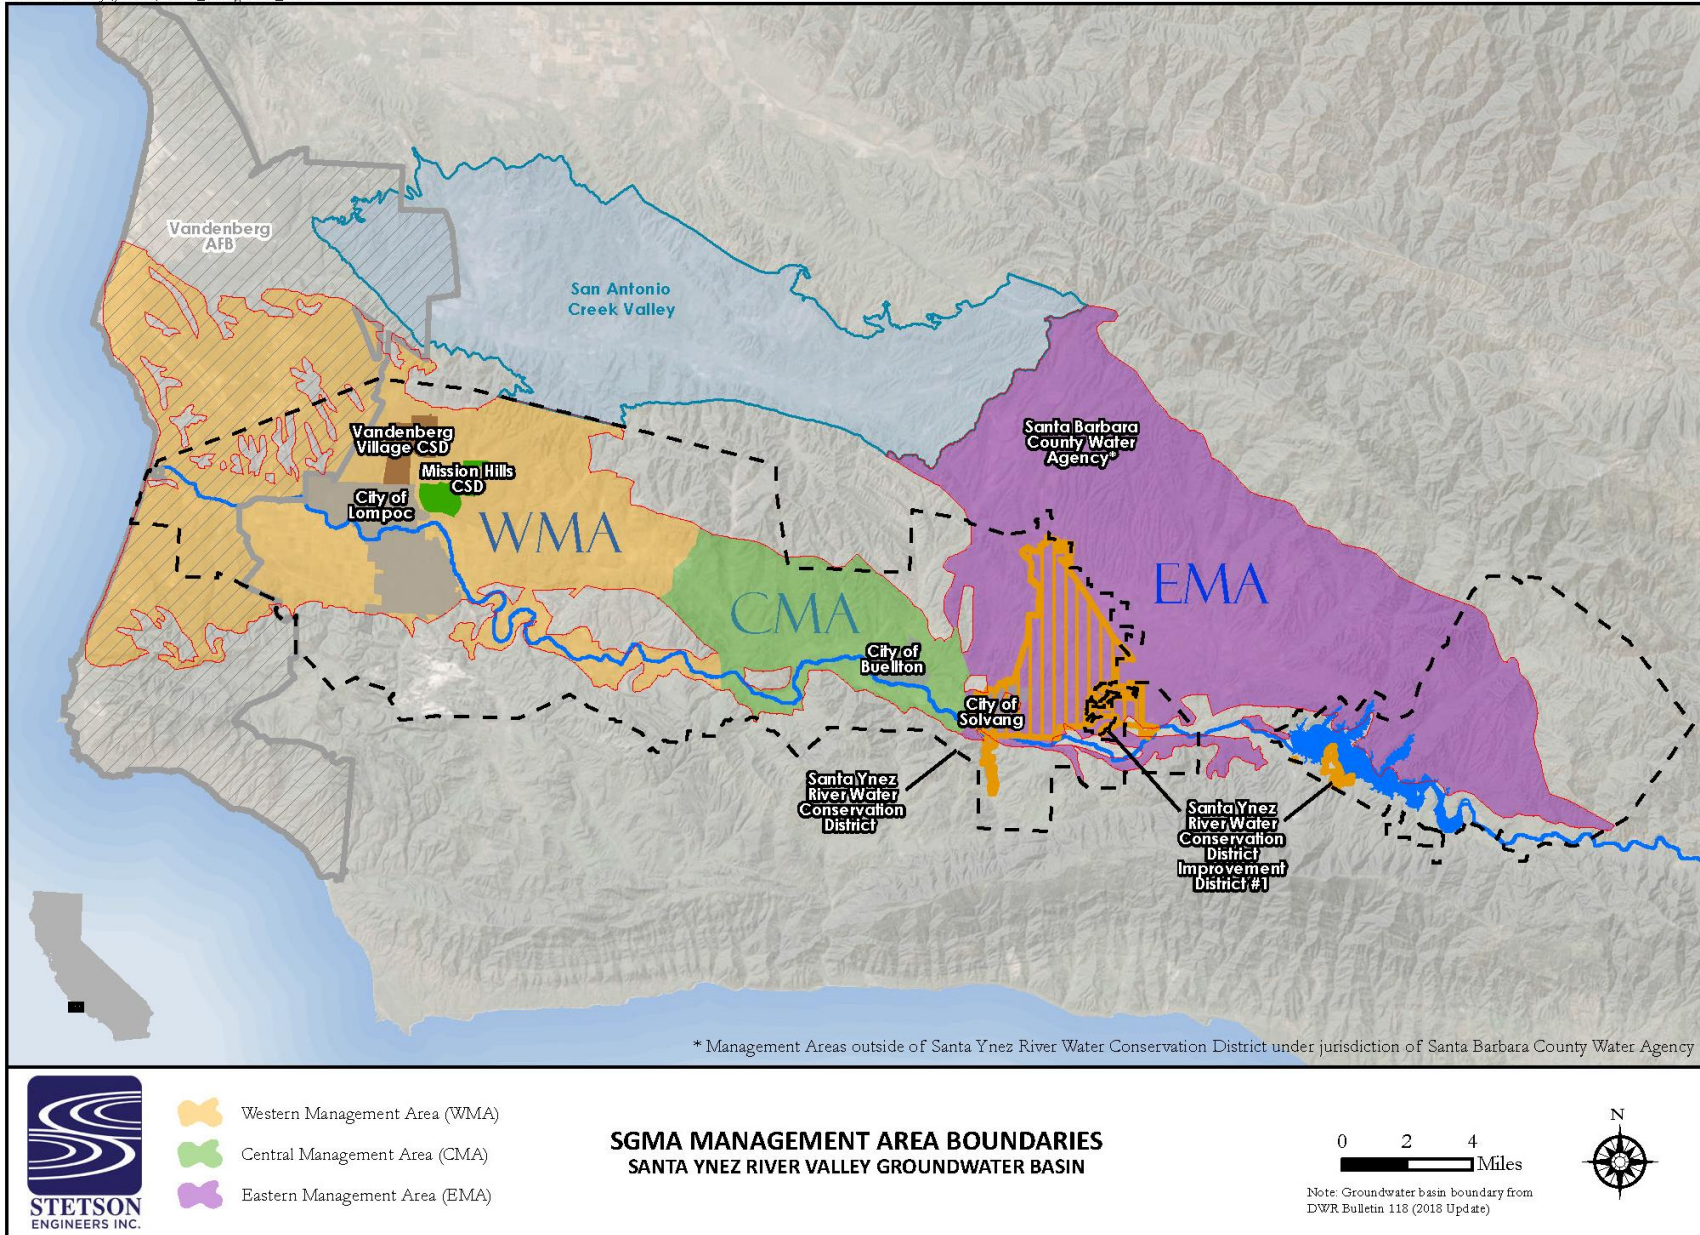 Vandenberg
AFB
San Antonio
Creek Valley
Santa Barbara
County Water
Agency*
Vandenberg
Village CSD
Mission Hills
CSD
City of
Lompoc
WMA
CMA
EMA
City of
Buellton
City of
Solvang
Santa Ynez
River Water
Conservation
District
Santa Ynez
River Water
Conservation
District
Improvement
District #1
* Management Areas outside of Santa Ynez River Water Conservation District under jurisdiction of Santa Barbara County Water Agency
STETSON
ENGINEERS INC.
Western Management Area (WMA)
Central Management Area (CMA)
Eastern Management Area (EMA)
SGMA MANAGEMENT AREA BOUNDARIES
SANTA YNEZ RIVER VALLEY GROUNDWATER BASIN
0 2 4
Miles
Note: Groundwater basin boundary from
DWR Bulletin 118 (2018 Update)
N